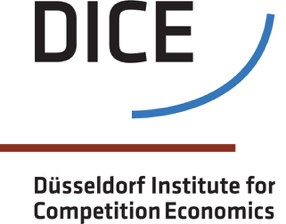 DICE
Düsseldorf Institute for
Competition Economics